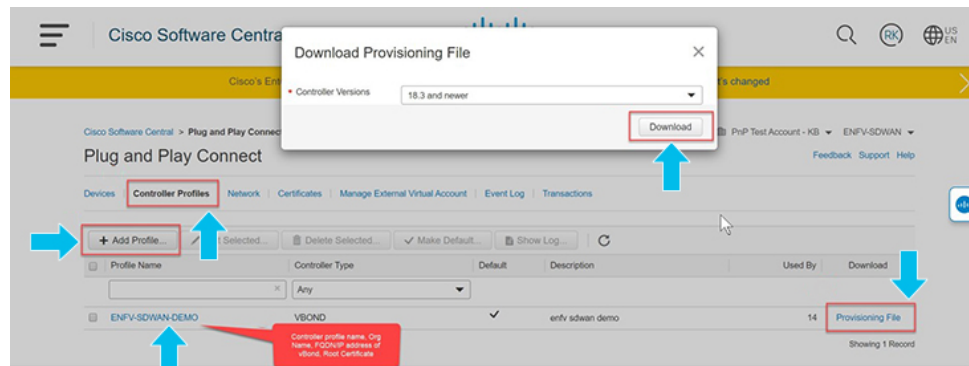 Cisco Software Centra
RK
US
EN
Download Provisioning File
Controller Versions
18.3 and newer
Download
Cisco's Ent
t's changed
Cisco Software Central > Plug and Play Connec
PnP Test Account - KB
ENFV-SDWAN
Plug and Play Connect
Feedback Support Help
Devices
Controller Profiles
Network
Certificates
Manage External Virtual Account
Event Log
Transactions
+ Add Profile...
Selected...
Delete Selected...
Make Default...
Show Log...
Profile Name
Controller Type
Default
Description
Used By
Download
Any
ENFV-SDWAN-DEMO
VBOND
enfv sdwan demo
14
Provisioning File
Controller profile name, Org
Name, FQDN/IP address of
vBond, Root Certificate
Showing 1 Record